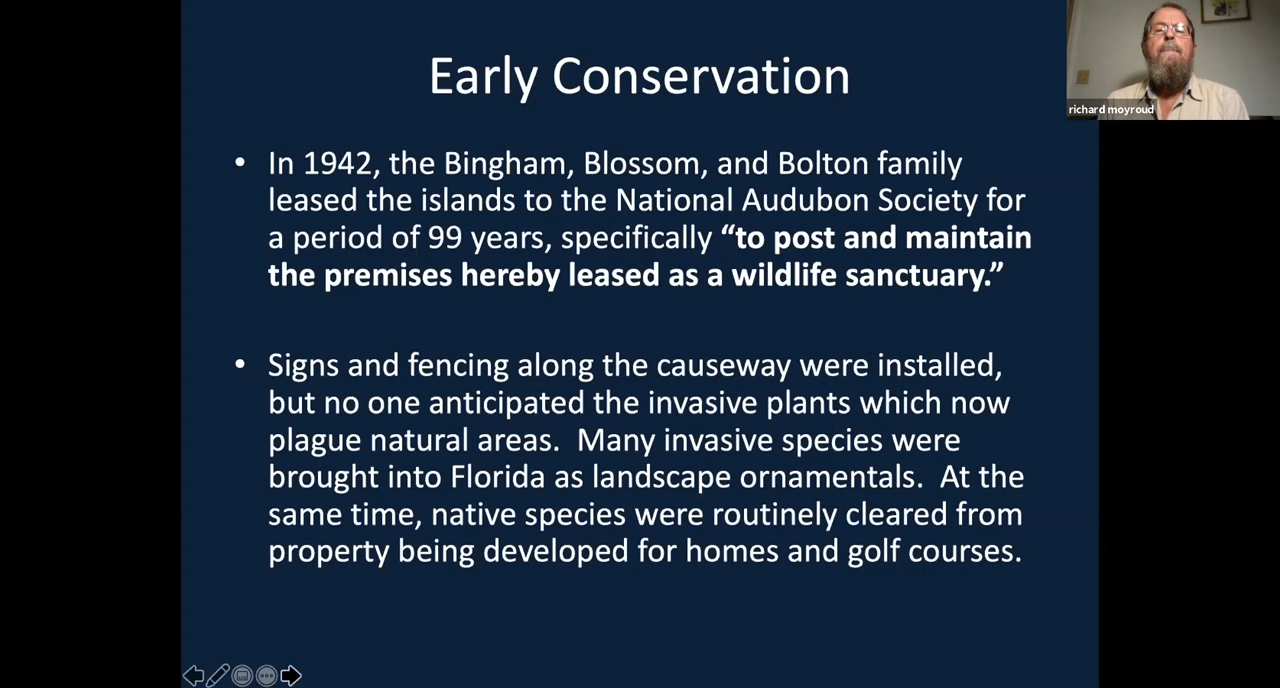 Early Conservation
richard moyroud
• In 1942, the Bingham, Blossom, and Bolton family
leased the islands to the National Audubon Society for
a period of 99 years, specifically “to post and maintain
the premises hereby leased as a wildlife sanctuary.”
• Signs and fencing along the causeway were installed,
but no one anticipated the invasive plants which now
plague natural areas.  Many invasive species were
brought into Florida as landscape ornamentals.  At the
same time, native species were routinely cleared from
property being developed for homes and golf courses.